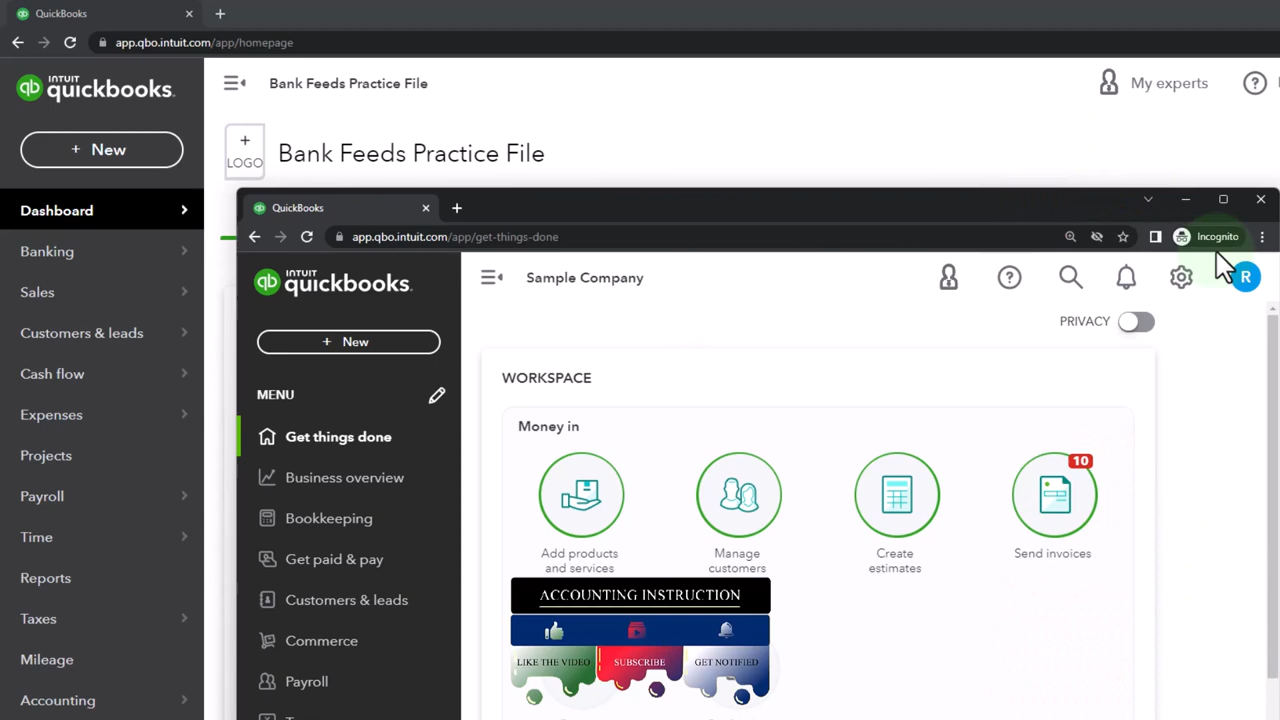 QuickBooks
app.qbo.intuit.com/app/homepage
INTUIT
quickbooks.
Bank Feeds Practice File
My experts
+ New
+
LOGO
Bank Feeds Practice File
Dashboard
Banking
Sales
Customers & leads
Cash flow
Expenses
Projects
Payroll
Time
Reports
Taxes
Mileage
Accounting
QuickBooks
app.qbo.intuit.com/app/get-things-done
Incognito
INTUIT
quickbooks.
Sample Company
R
+ New
PRIVACY
MENU
Get things done
Business overview
Bookkeeping
Get paid & pay
Customers & leads
Commerce
Payroll
WORKSPACE
Money in
10
Add products
and services
Manage
customers
Create
estimates
Send invoices
ACCOUNTING INSTRUCTION
LIKE THE VIDEO
SUBSCRIBE
GET NOTIFIED